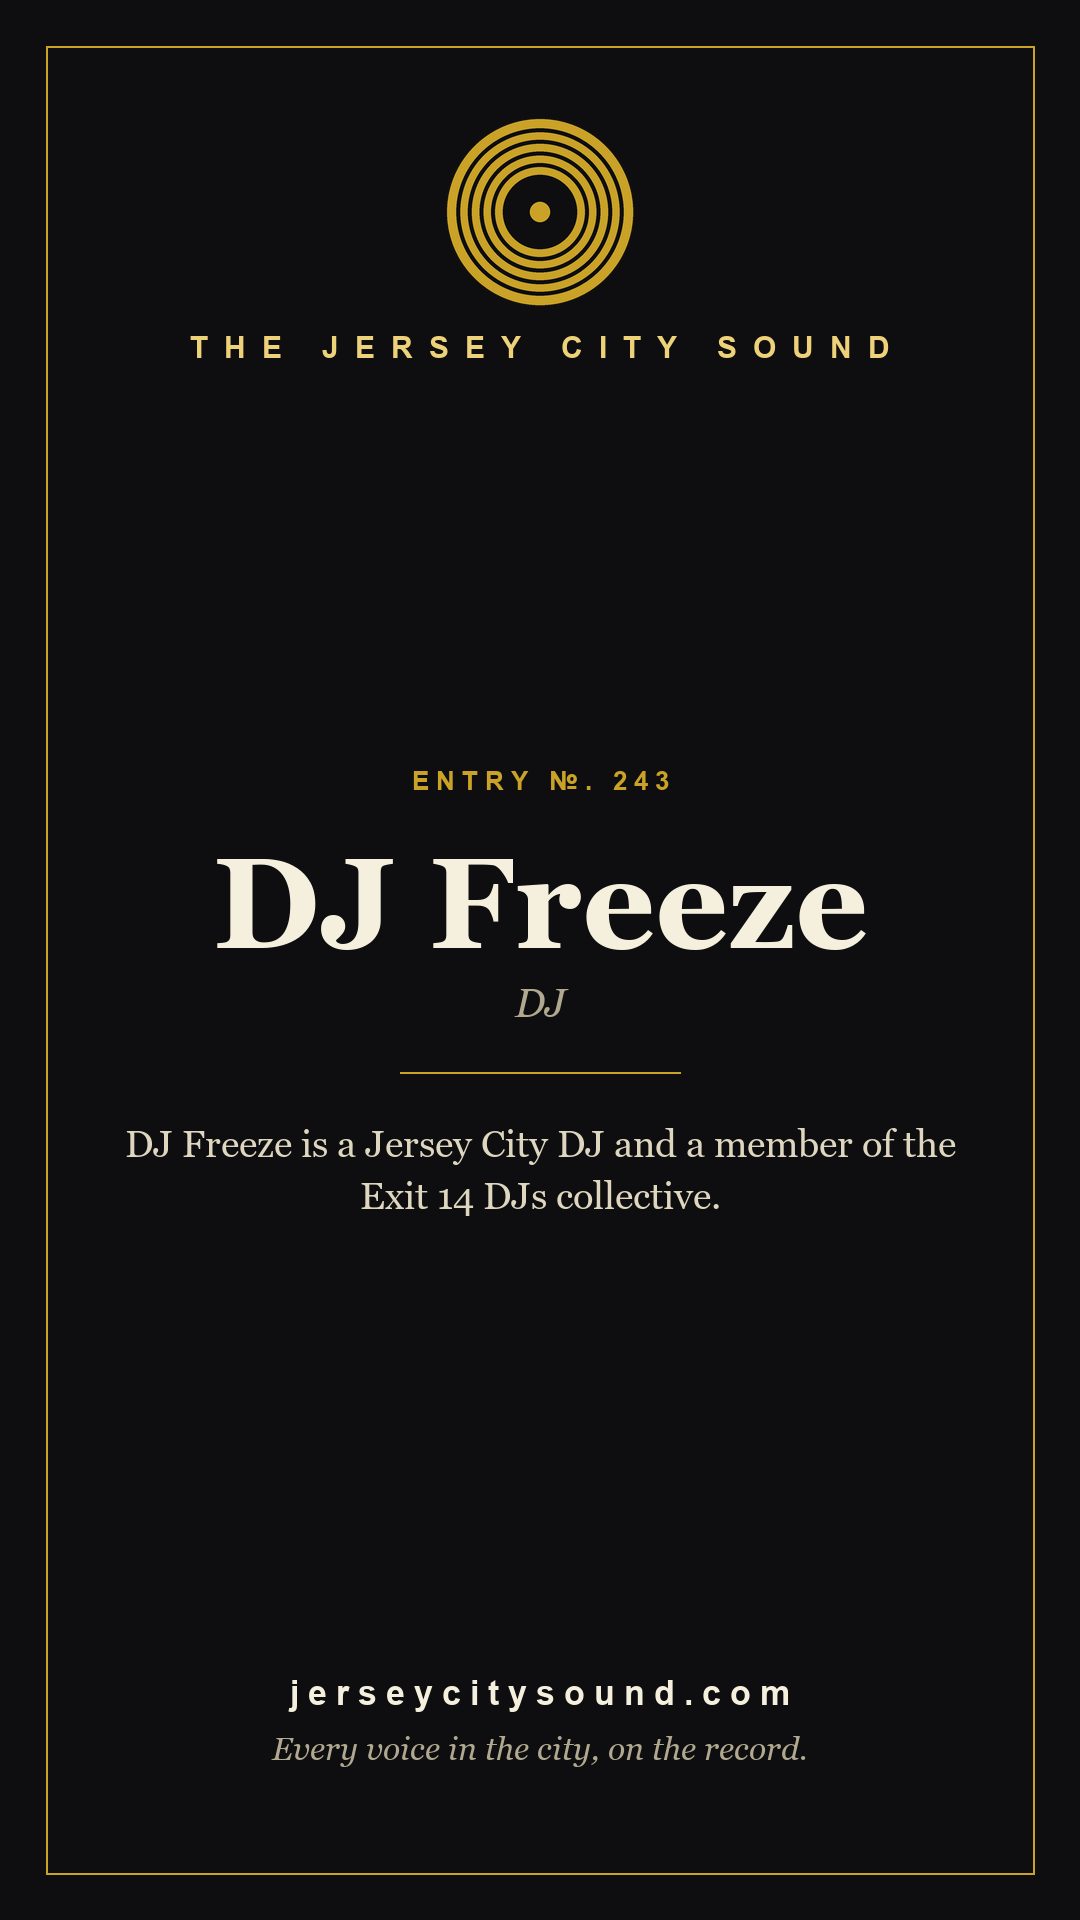 THE JERSEY CITY SOUND
ENTRY №. 243
DJ Freeze
DJ
DJ Freeze is a Jersey City DJ and a member of the
Exit 14 DJs collective.
jerseycitysound.com
Every voice in the city, on the record.